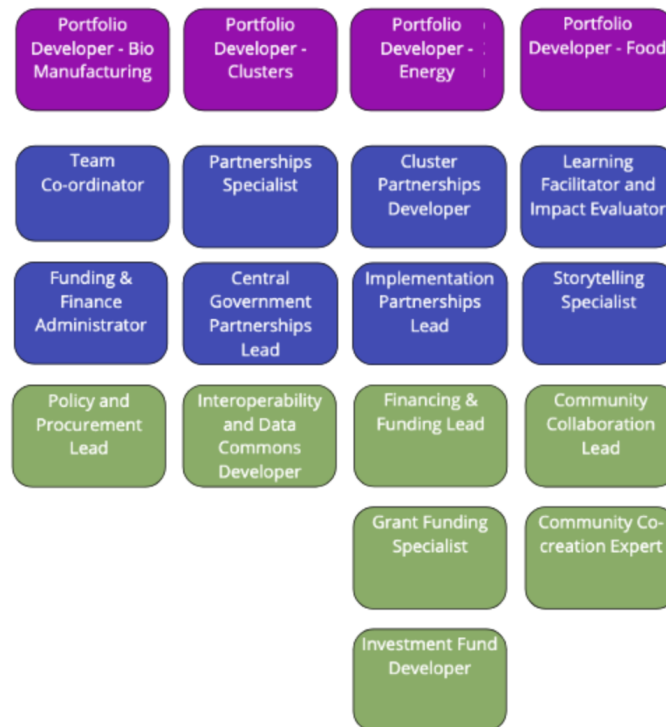 Portfolio
Developer - Bio
Manufacturing
Portfolio
Developer -
Clusters
Portfolio
Developer -
Energy
Portfolio
Developer - Food
Team
Co-ordinator
Partnerships
Specialist
Cluster
Partnerships
Developer
Learning
Facilitator and
Impact Evaluator
Funding &
Finance
Administrator
Central
Government
Partnerships
Lead
Implementation
Partnerships
Lead
Storytelling
Specialist
Policy and
Procurement
Lead
Interoperability
and Data
Commons
Developer
Financing &
Funding Lead
Community
Collaboration
Lead
Grant Funding
Specialist
Community Co-
creation Expert
Investment Fund
Developer